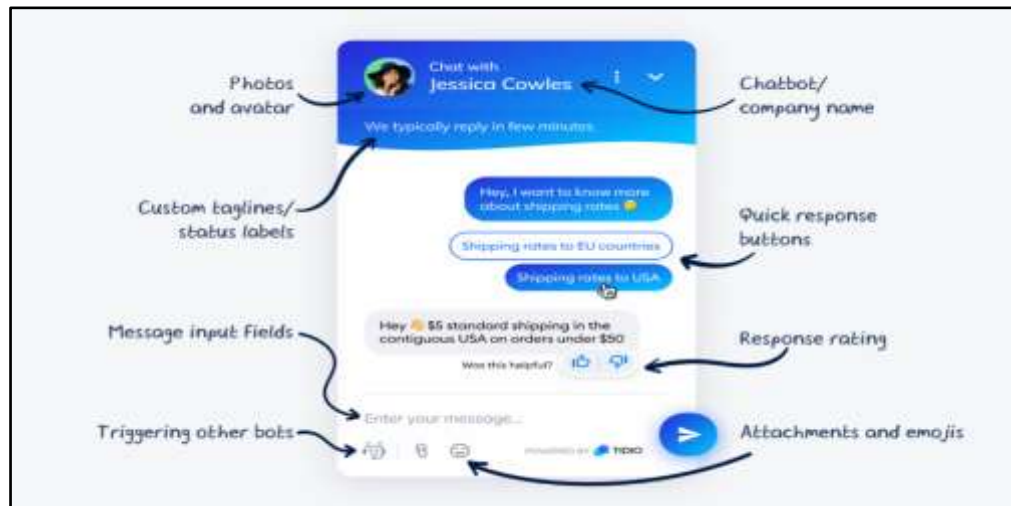 Photos
and avatar
Chat with
Jessica Cowles
Chatbot/
company name
We typically reply in few minutes.
Custom taglines/
status labels
Hey, I want to know more
about shipping rates
Quick response
buttons
Shipping rates to EU countries
Shipping rates to USA
Message input fields
Hey 👋 $5 standard shipping in the
contiguous USA on orders under $50
Was this helpful?
Response rating
Enter your message...
Triggering other bots
POWERED BY TIDIO
Attachments and emojis